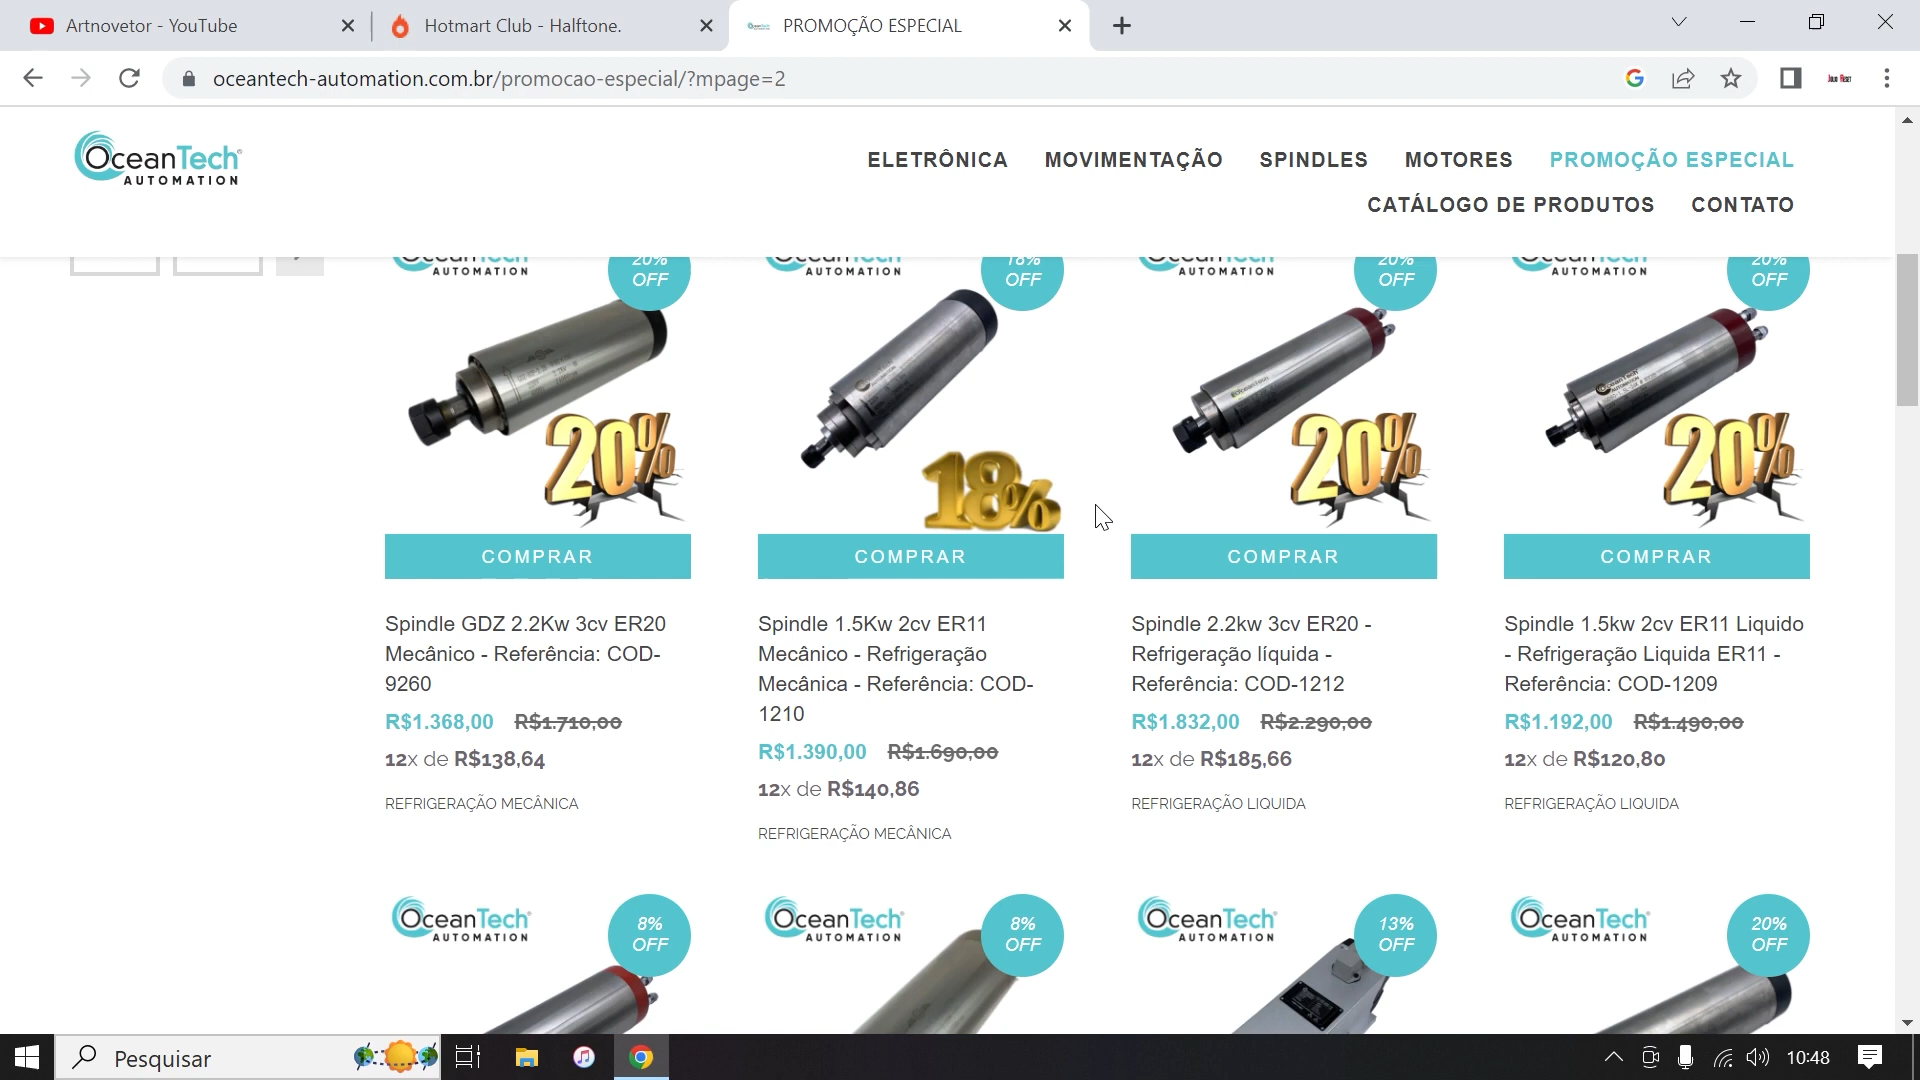 Artnovetor - YouTube
Hotmart Club - Halftone.
PROMOÇÃO ESPECIAL
oceantech-automation.com.br/promocao-especial/?mpage=2
OceanTech
AUTOMATION
ELETRÔNICA MOVIMENTAÇÃO SPINDLES MOTORES PROMOÇÃO ESPECIAL
CATÁLOGO DE PRODUTOS CONTATO
AUTOMATION
20%
OFF
AUTOMATION
18%
OFF
AUTOMATION
20%
OFF
AUTOMATION
20%
OFF
20%
18%
20%
20%
COMPRAR
COMPRAR
COMPRAR
COMPRAR
Spindle GDZ 2.2Kw 3cv ER20
Mecânico - Referência: COD-
9260
R$1.368,00 R$1.710,00
12x de R$138,64
REFRIGERAÇÃO MECÂNICA
Spindle 1.5Kw 2cv ER11
Mecânico - Refrigeração
Mecânica - Referência: COD-
1210
R$1.390,00 R$1.690,00
12x de R$140,86
REFRIGERAÇÃO MECÂNICA
Spindle 2.2kw 3cv ER20 -
Refrigeração líquida -
Referência: COD-1212
R$1.832,00 R$2.290,00
12x de R$185,66
REFRIGERAÇÃO LIQUIDA
Spindle 1.5kw 2cv ER11 Liquido
- Refrigeração Liquida ER11 -
Referência: COD-1209
R$1.192,00 R$1.490,00
12x de R$120,80
REFRIGERAÇÃO LIQUIDA
OceanTech
AUTOMATION
8%
OFF
OceanTech
AUTOMATION
8%
OFF
OceanTech
AUTOMATION
13%
OFF
OceanTech
AUTOMATION
20%
OFF
Pesquisar
10:48